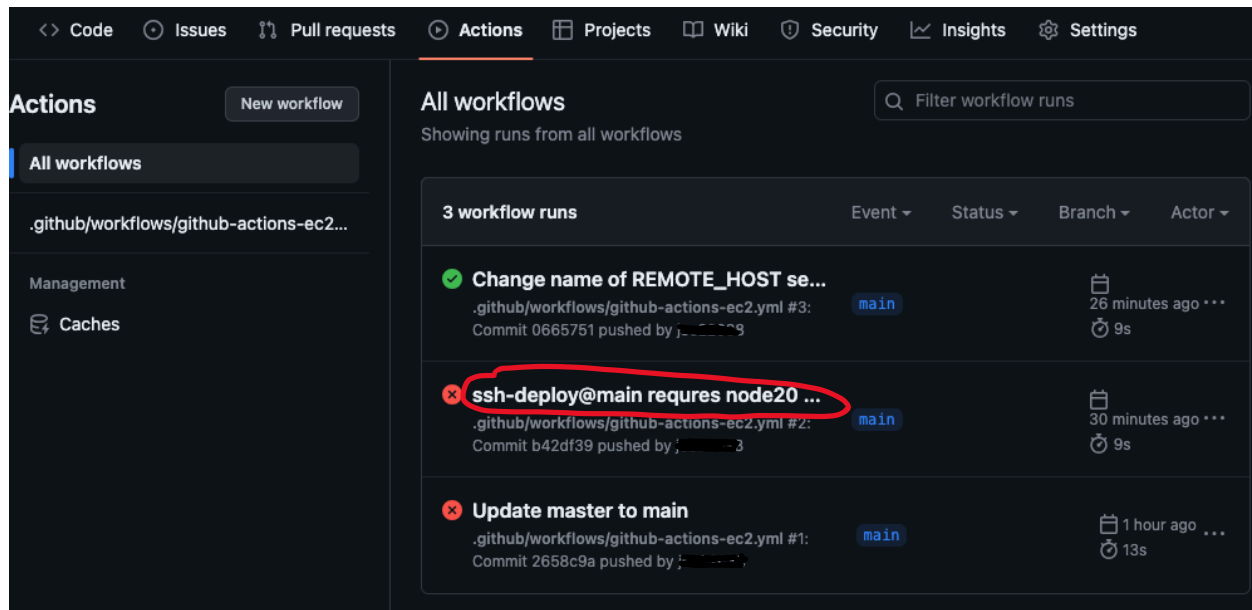 Code Issues Pull requests Actions Projects Wiki Security Insights Settings
Actions
New workflow
All workflows
.github/workflows/github-actions-ec2...
Management
Caches
All workflows
Showing runs from all workflows
Filter workflow runs
3 workflow runs
Event Status Branch Actor
Change name of REMOTE_HOST se...
.github/workflows/github-actions-ec2.yml #3:
Commit 0665751 pushed by
main
26 minutes ago ...
9s
ssh-deploy@main requres node20 ...
.github/workflows/github-actions-ec2.yml #2:
Commit b42df39 pushed by
main
30 minutes ago ...
9s
Update master to main
.github/workflows/github-actions-ec2.yml #1:
Commit 2658c9a pushed by
main
1 hour ago ...
13s